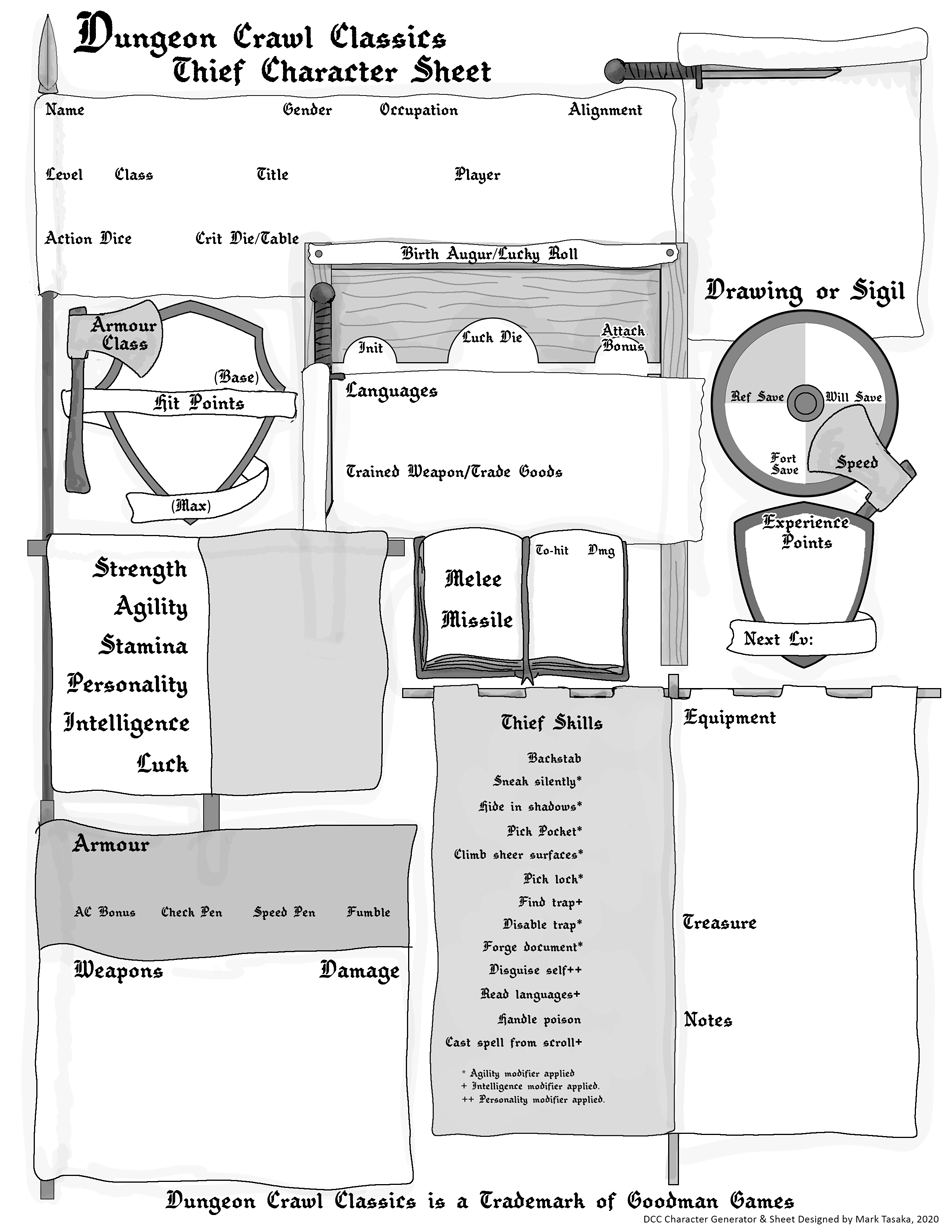 Dungeon Crawl Classics
Thief Character Sheet
Name Gender Occupation Alignment
Level Class Title Player
Action Dice Crit Die/Table
Birth Augur/Lucky Roll
Drawing or Sigil
Armour
Class
(Base)
Hit Points
(Max)
Init
Luck Die
Attack
Bonus
Languages
Trained Weapon/Trade Goods
Ref Save
Will Save
Fort
Save
Speed
Experience
Points
Next Lv:
Strength
Agility
Stamina
Personality
Intelligence
Luck
To-hit Dmg
Melee
Missile
Armour
AC Bonus Check Pen Speed Pen Fumble
Weapons Damage
Thief Skills
Backstab
Sneak silently*
Hide in shadows*
Pick Pocket*
Climb sheer surfaces*
Pick lock*
Find trap+
Disable trap*
Forge document*
Disguise self++
Read languages+
Handle poison
Cast spell from scroll+
* Agility modifier applied
+ Intelligence modifier applied.
++ Personality modifier applied.
Equipment
Treasure
Notes
Dungeon Crawl Classics is a Trademark of Goodman Games
DCC Character Generator & Sheet Designed by Mark Tasaka, 2020